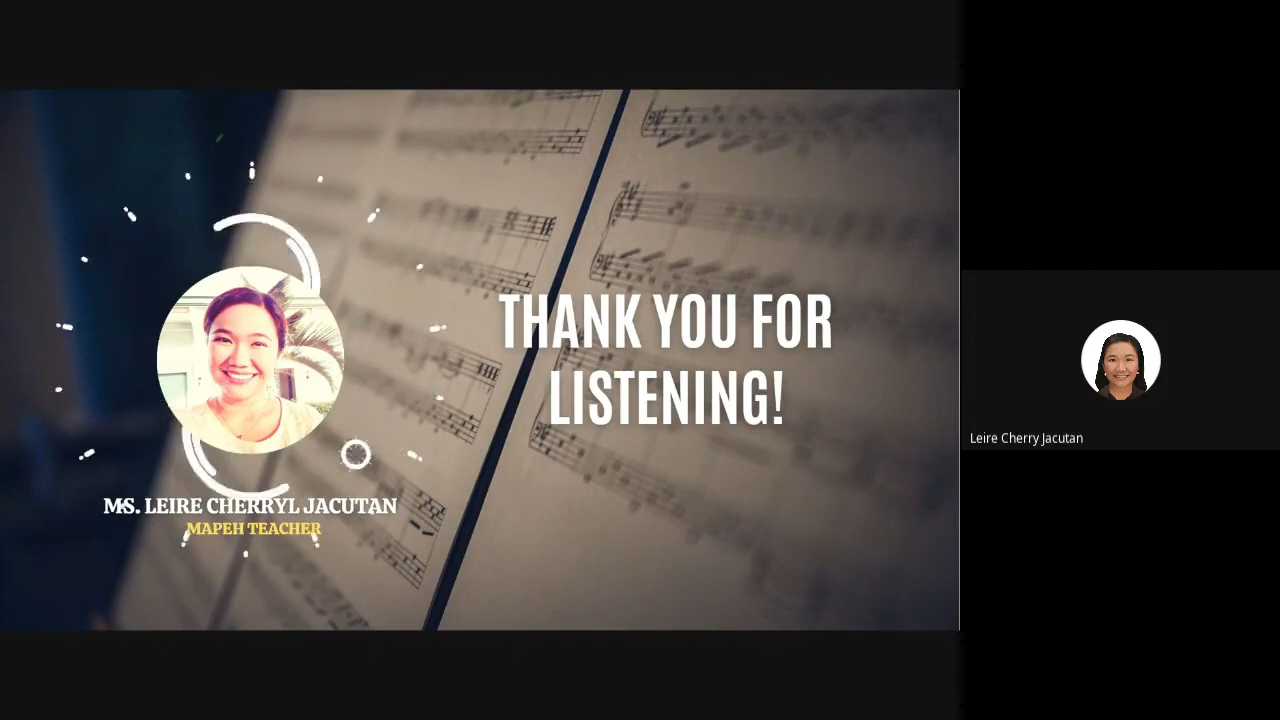 THANK YOU FOR
LISTENING!
MS. LEIRE CHERRYL JACUTAN
MAPEH TEACHER
Leire Cherry Jacutan